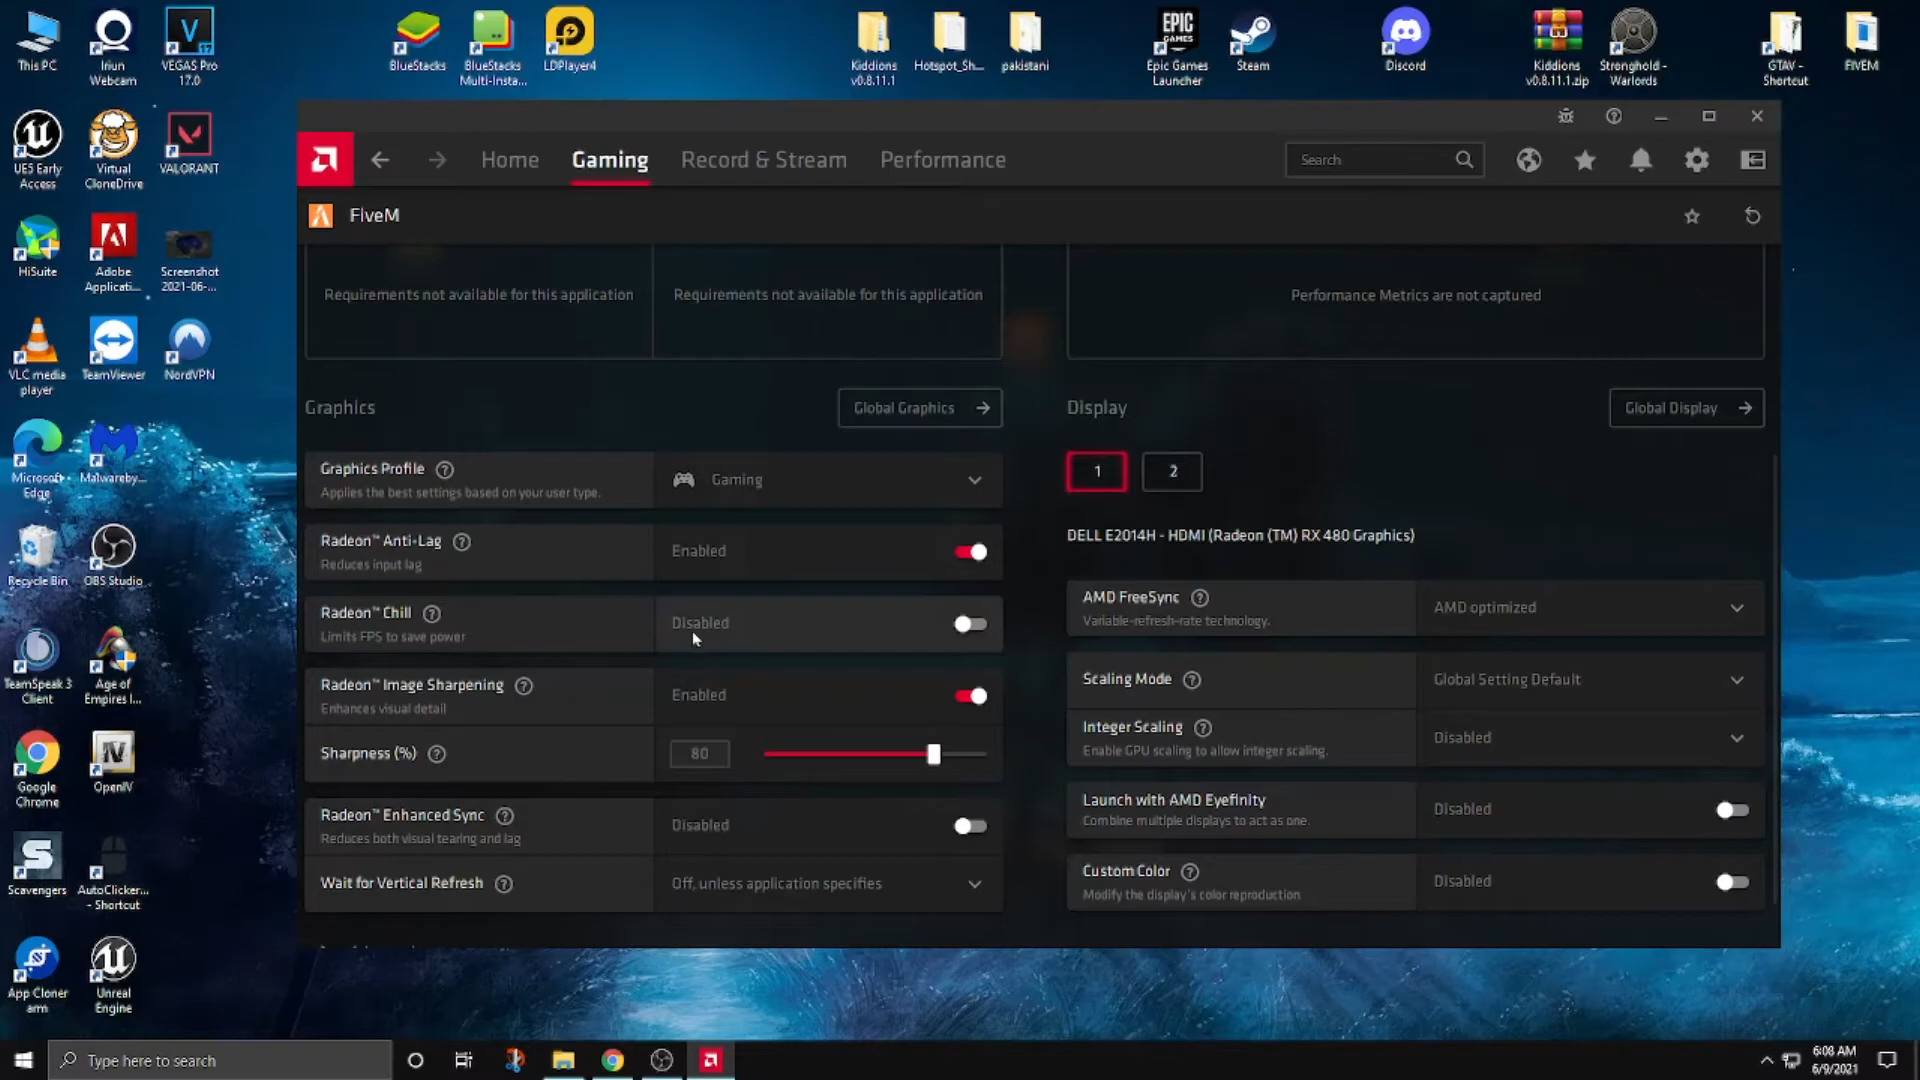 This PC
Iriun
Webcam
VEGAS Pro
17.0
BlueStacks
BlueStacks
Multi-Insta...
LDPlayer4
Kiddions
v0.8.11.1
Hotspot_Sh...
pakistani
EPIC
GAMES
Epic Games
Launcher
Steam
Discord
Kiddions
v0.8.11.1.zip
Stronghold -
Warlords
GTAV -
Shortcut
FIVEM
UE5 Early
Access
Virtual
CloneDrive
VALORANT
HiSuite
Adobe
Applicati...
Screenshot
2021-06-...
VLC media
player
TeamViewer
NordVPN
Microsoft
Edge
Malwareby...
Recycle Bin
OBS Studio
TeamSpeak 3
Client
Age of
Empires I...
Google
Chrome
OpenIV
Scavengers
AutoClicker...
- Shortcut
App Cloner
arm
Unreal
Engine
Home
Gaming
Record & Stream
Performance
Search
FiveM
Requirements not available for this application
Requirements not available for this application
Performance Metrics are not captured
Graphics
Global Graphics
Graphics Profile
Applies the best settings based on your user type.
Gaming
Radeon™ Anti-Lag
Reduces input lag
Enabled
Radeon™ Chill
Limits FPS to save power
Disabled
Radeon™ Image Sharpening
Enhances visual detail
Enabled
Sharpness (%)
80
Radeon™ Enhanced Sync
Reduces both visual tearing and lag
Disabled
Wait for Vertical Refresh
Off, unless application specifies
Display
Global Display
1
2
DELL E2014H - HDMI (Radeon (TM) RX 480 Graphics)
AMD FreeSync
Variable-refresh-rate technology.
AMD optimized
Scaling Mode
Global Setting Default
Integer Scaling
Enable GPU scaling to allow integer scaling.
Disabled
Launch with AMD Eyefinity
Combine multiple displays to act as one.
Disabled
Custom Color
Modify the display's color reproduction
Disabled
Type here to search
6:08 AM
6/9/2021